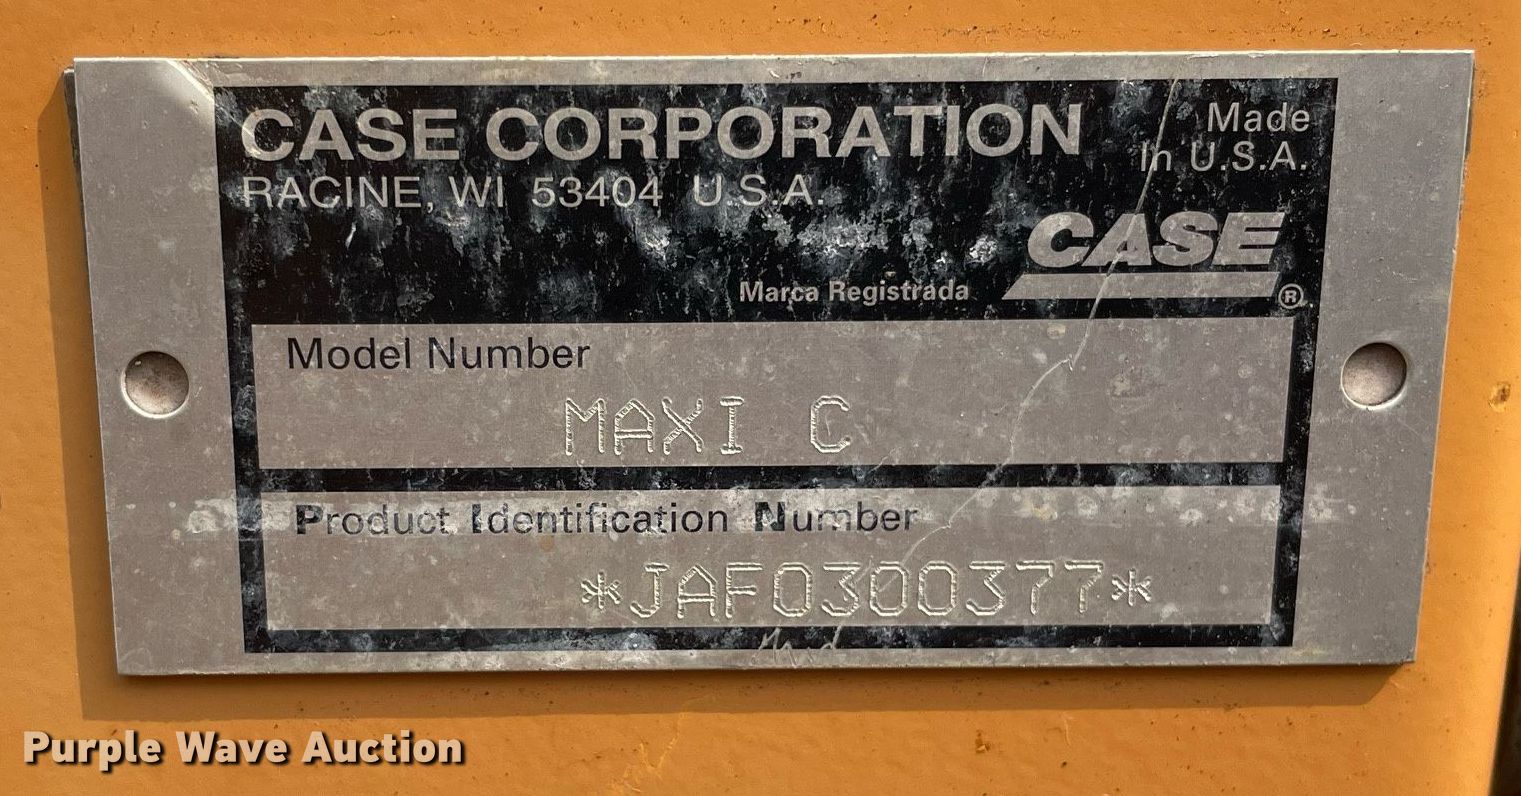 CASE CORPORATION
RACINE, WI 53404 U.S.A.
Made
In U.S.A.
CASE
Marca Registrada ®
Model Number
MAXI C
Product Identification Number
*JAF0300377*
Purple Wave Auction